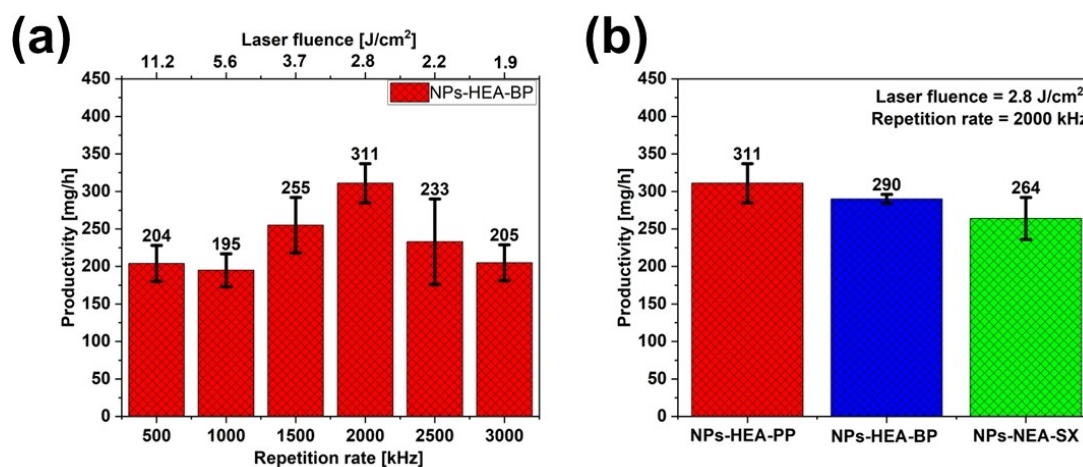 (a)
Laser fluence [J/cm²]
11.2 5.6 3.7 2.8 2.2 1.9
NPs-HEA-BP
Productivity [mg/h]
450
400
350
300
250
200
150
100
50
0
204 195 255 311 233 205
500 1000 1500 2000 2500 3000
Repetition rate [kHz]
(b)
Laser fluence = 2.8 J/cm²
Repetition rate = 2000 kHz
Productivity [mg/h]
450
400
350
300
250
200
150
100
50
0
311 290 264
NPs-HEA-PP NPs-HEA-BP NPs-NEA-SX